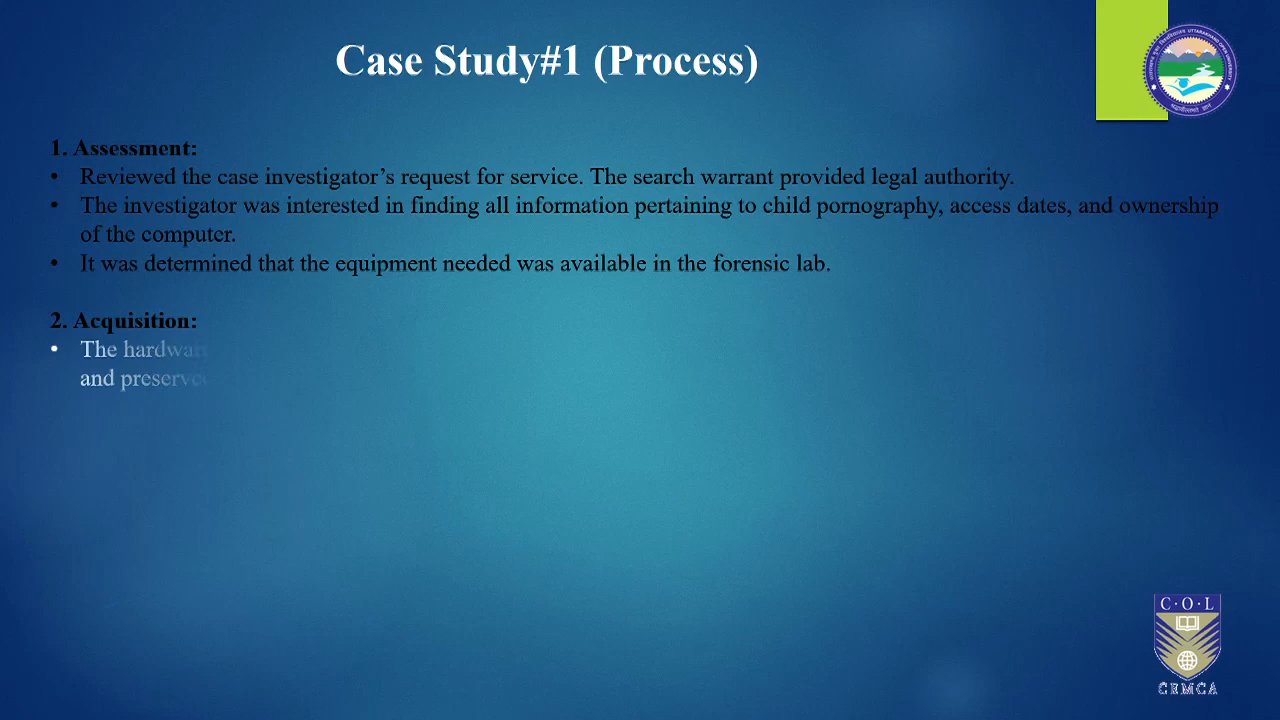 Case Study#1 (Process)
1. Assessment:
• Reviewed the case investigator’s request for service. The search warrant provided legal authority.
• The investigator was interested in finding all information pertaining to child pornography, access dates, and ownership
of the computer.
• It was determined that the equipment needed was available in the forensic lab.
2. Acquisition:
• The
and
C·O·L
CEMCA